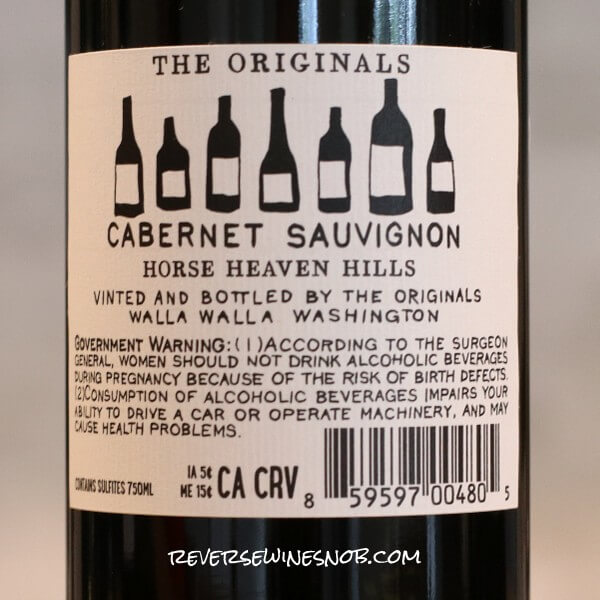 THE ORIGINALS
CABERNET SAUVIGNON
HORSE HEAVEN HILLS
VINTED AND BOTTLED BY THE ORIGINALS
WALLA WALLA WASHINGTON
GOVERNMENT WARNING: (1) ACCORDING TO THE SURGEON
GENERAL, WOMEN SHOULD NOT DRINK ALCOHOLIC BEVERAGES
DURING PREGNANCY BECAUSE OF THE RISK OF BIRTH DEFECTS.
(2) CONSUMPTION OF ALCOHOLIC BEVERAGES IMPAIRS YOUR
ABILITY TO DRIVE A CAR OR OPERATE MACHINERY, AND MAY
CAUSE HEALTH PROBLEMS.
CONTAINS SULFITES 750ML
IA 5¢
ME 15¢ CA CRV
8 59597 00480 5
REVERSEWINESNOB.COM